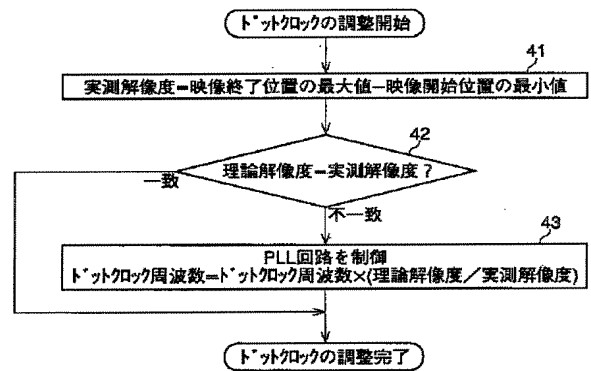 ドットクロックの調整開始
41
実測解像度=映像終了位置の最大値−映像開始位置の最小値
42
理論解像度=実測解像度？
一致
不一致
43
PLL回路を制御
ドットクロック周波数=ドットクロック周波数×(理論解像度／実測解像度)
ドットクロックの調整完了